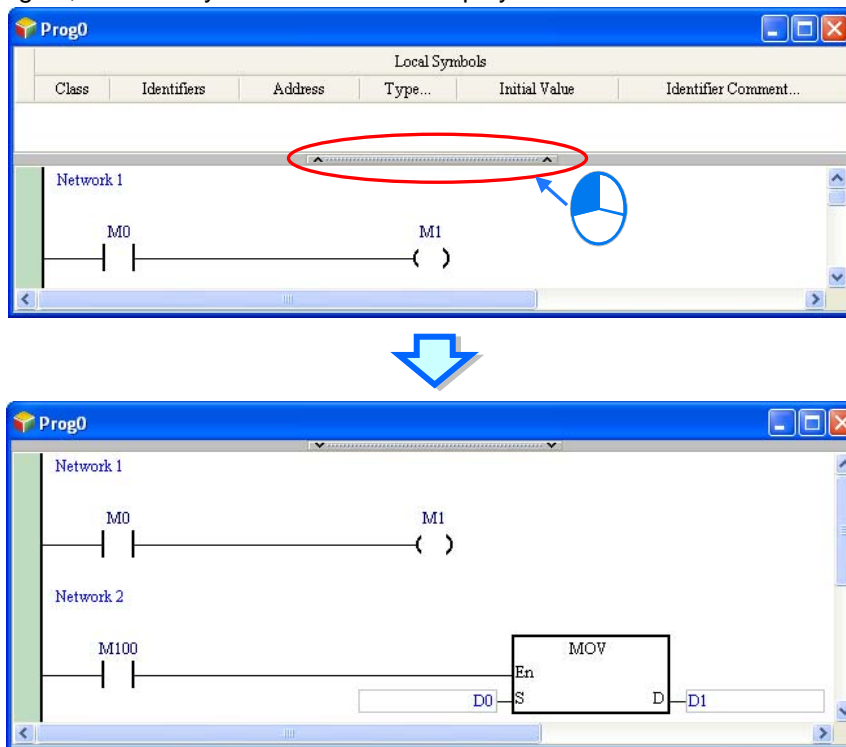 Prog0
Local Symbols
Class Identifiers Address Type... Initial Value Identifier Comment...
Network 1
M0 M1
Prog0
Network 1
M0 M1
Network 2
M100 MOV
En
D0 S D D1